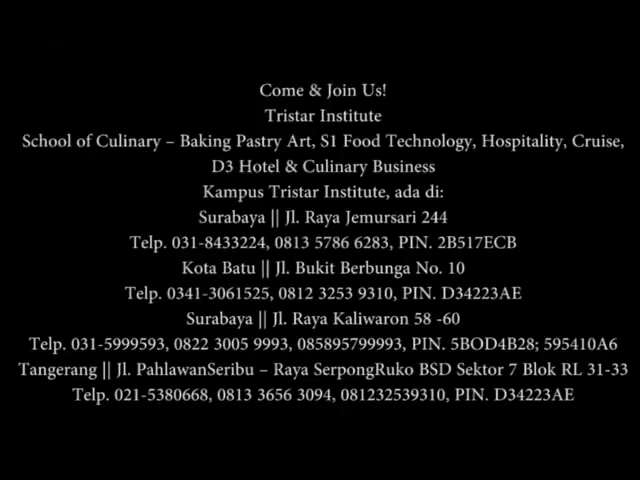 Come & Join Us!
Tristar Institute
School of Culinary – Baking Pastry Art, S1 Food Technology, Hospitality, Cruise,
D3 Hotel & Culinary Business
Kampus Tristar Institute, ada di:
Surabaya || Jl. Raya Jemursari 244
Telp. 031-8433224, 0813 5786 6283, PIN. 2B517ECB
Kota Batu || Jl. Bukit Berbunga No. 10
Telp. 0341-3061525, 0812 3253 9310, PIN. D34223AE
Surabaya || Jl. Raya Kaliwaron 58 -60
Telp. 031-5999593, 0822 3005 9993, 085895799993, PIN. 5BOD4B28; 595410A6
Tangerang || Jl. PahlawanSeribu – Raya SerpongRuko BSD Sektor 7 Blok RL 31-33
Telp. 021-5380668, 0813 3656 3094, 081232539310, PIN. D34223AE